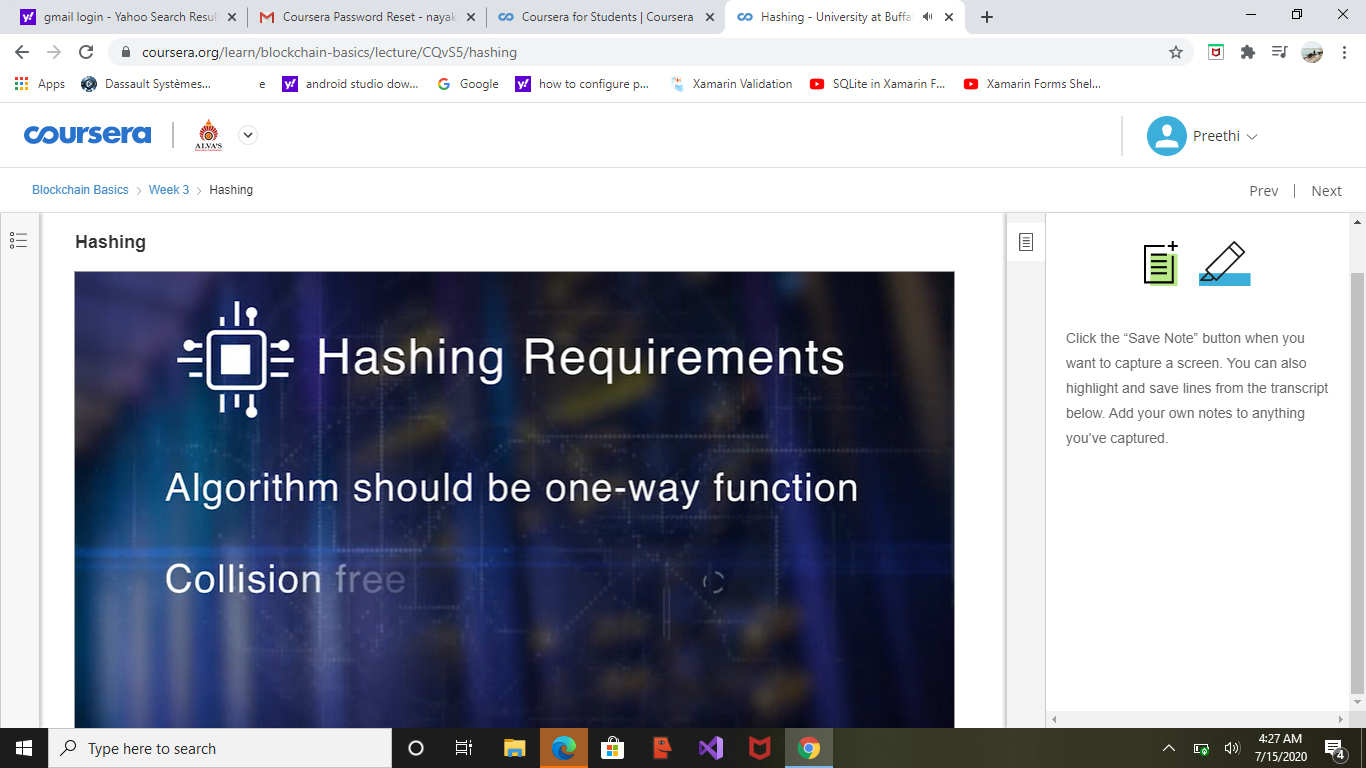 gmail login - Yahoo Search Resul
Coursera Password Reset - nayak
Coursera for Students | Coursera
Hashing - University at Buffa
coursera.org/learn/blockchain-basics/lecture/CQvS5/hashing
Apps
Dassault Systèmes...
e
android studio dow...
Google
how to configure p...
Xamarin Validation
SQLite in Xamarin F...
Xamarin Forms Shel...
coursera
ALVA'S
Preethi
Blockchain Basics
Week 3
Hashing
Prev | Next
Hashing
Hashing Requirements
Algorithm should be one-way function
Collision free
Click the “Save Note” button when you
want to capture a screen. You can also
highlight and save lines from the transcript
below. Add your own notes to anything
you’ve captured.
Type here to search
4:27 AM
7/15/2020
4